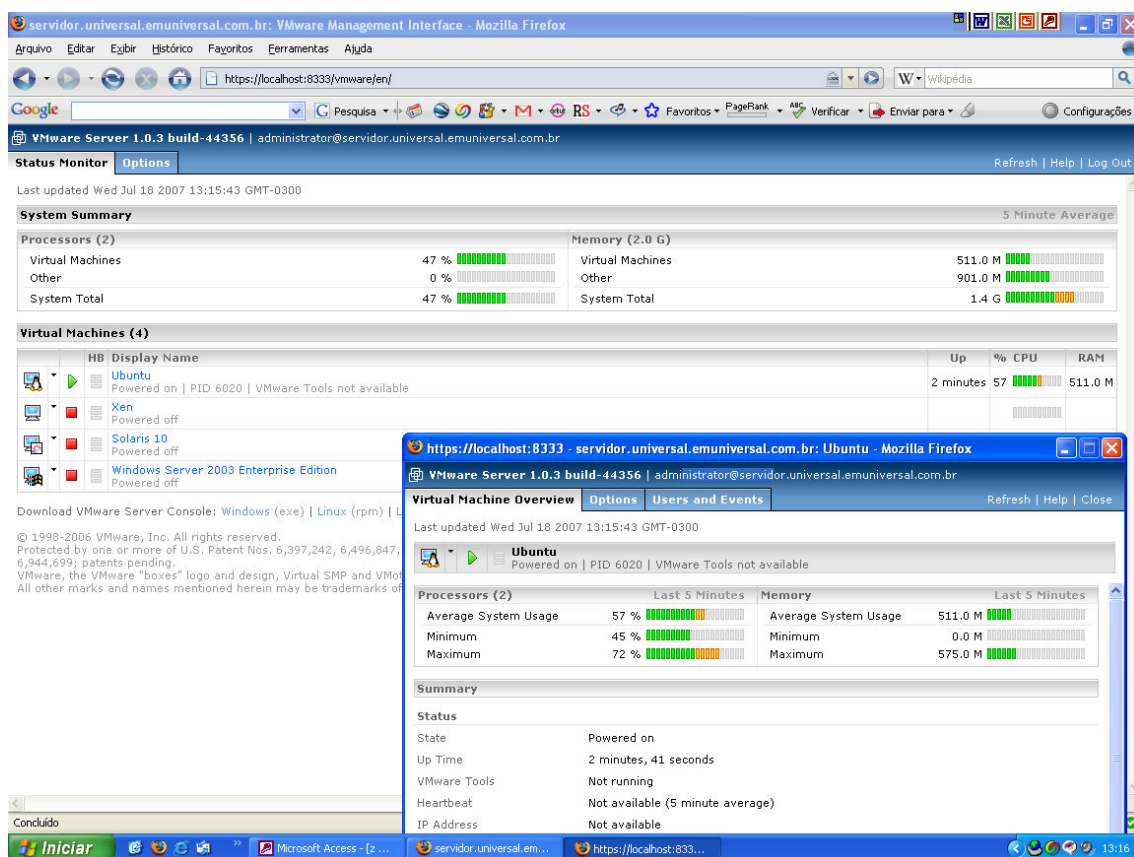 servidor.universal.emuniversal.com.br: VMware Management Interface - Mozilla Firefox
Arquivo Editar Exibir Histórico Favoritos Ferramentas Ajuda
https://localhost:8333/vmware/en/
W Wikipédia
Google
G Pesquisa
RS Favoritos PageRank ABC Verificar Enviar para Configurações
VMware Server 1.0.3 build-44356 | administrator@servidor.universal.emuniversal.com.br
Status Monitor Options Refresh | Help | Log Out
Last updated Wed Jul 18 2007 13:15:43 GMT-0300
System Summary 5 Minute Average
Processors (2) Memory (2.0 G)
Virtual Machines 47 % Virtual Machines 511.0 M
Other 0 % Other 901.0 M
System Total 47 % System Total 1.4 G
Virtual Machines (4)
HB Display Name Up % CPU RAM
Ubuntu
Powered on | PID 6020 | VMware Tools not available 2 minutes 57 511.0 M
Xen
Powered off
Solaris 10
Powered off
Windows Server 2003 Enterprise Edition
Powered off
Download VMware Server Console: Windows (exe) | Linux (rpm) | L
© 1998-2006 VMware, Inc. All rights reserved.
Protected by one or more of U.S. Patent Nos. 6,397,242, 6,496,847,
6,944,699; patents pending.
VMware, the VMware "boxes" logo and design, Virtual SMP and VMot
All other marks and names mentioned herein may be trademarks of
https://localhost:8333 - servidor.universal.emuniversal.com.br: Ubuntu - Mozilla Firefox
VMware Server 1.0.3 build-44356 | administrator@servidor.universal.emuniversal.com.br
Virtual Machine Overview Options Users and Events Refresh | Help | Close
Last updated Wed Jul 18 2007 13:15:43 GMT-0300
Ubuntu
Powered on | PID 6020 | VMware Tools not available
Processors (2) Last 5 Minutes Memory Last 5 Minutes
Average System Usage 57 % Average System Usage 511.0 M
Minimum 45 % Minimum 0.0 M
Maximum 72 % Maximum 575.0 M
Summary
Status
State Powered on
Up Time 2 minutes, 41 seconds
VMware Tools Not running
Heartbeat Not available (5 minute average)
IP Address Not available
Concluído
Iniciar Microsoft Access - [z ... servidor.universal.em... https://localhost:833... 13:16